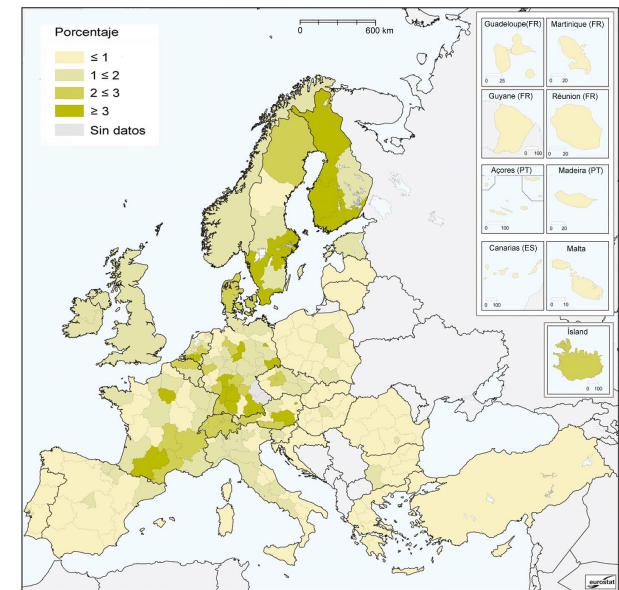 Porcentaje
≤ 1
1 ≤ 2
2 ≤ 3
≥ 3
Sin datos
0 600 km
Guadeloupe(FR)
0 25
Martinique (FR)
0 20
Guyane (FR)
0 100
Réunion (FR)
0 20
Açores (PT)
0 100
Madeira (PT)
0 20
Canarias (ES)
0 100
Malta
0 10
Ísland
0 100
eurostat